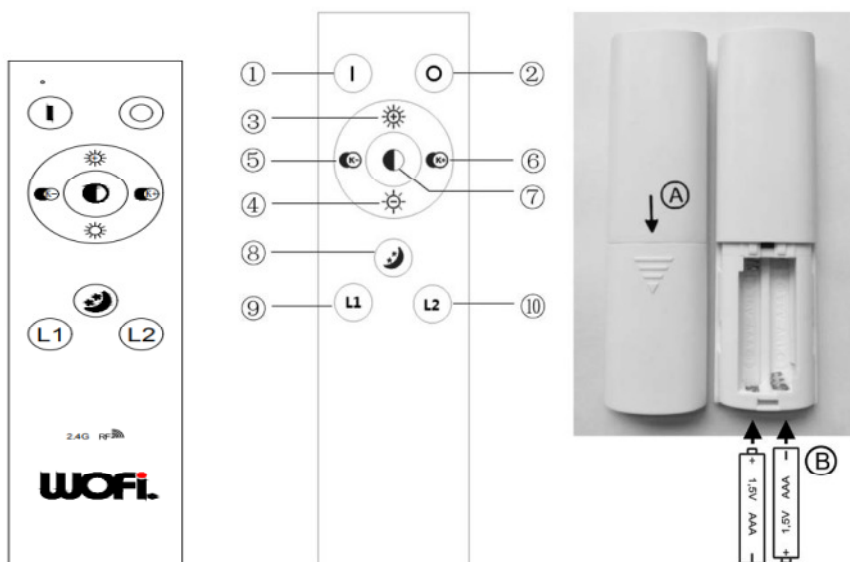 I
O
K-
K+
L1
L2
2.4G RF
WOFi.
①
I
O
②
③
⑤
K-
K+
⑥
⑦
④
⑧
⑨
L1
L2
⑩
A
B
+ 1,5V AAA −
+ 1,5V AAA −